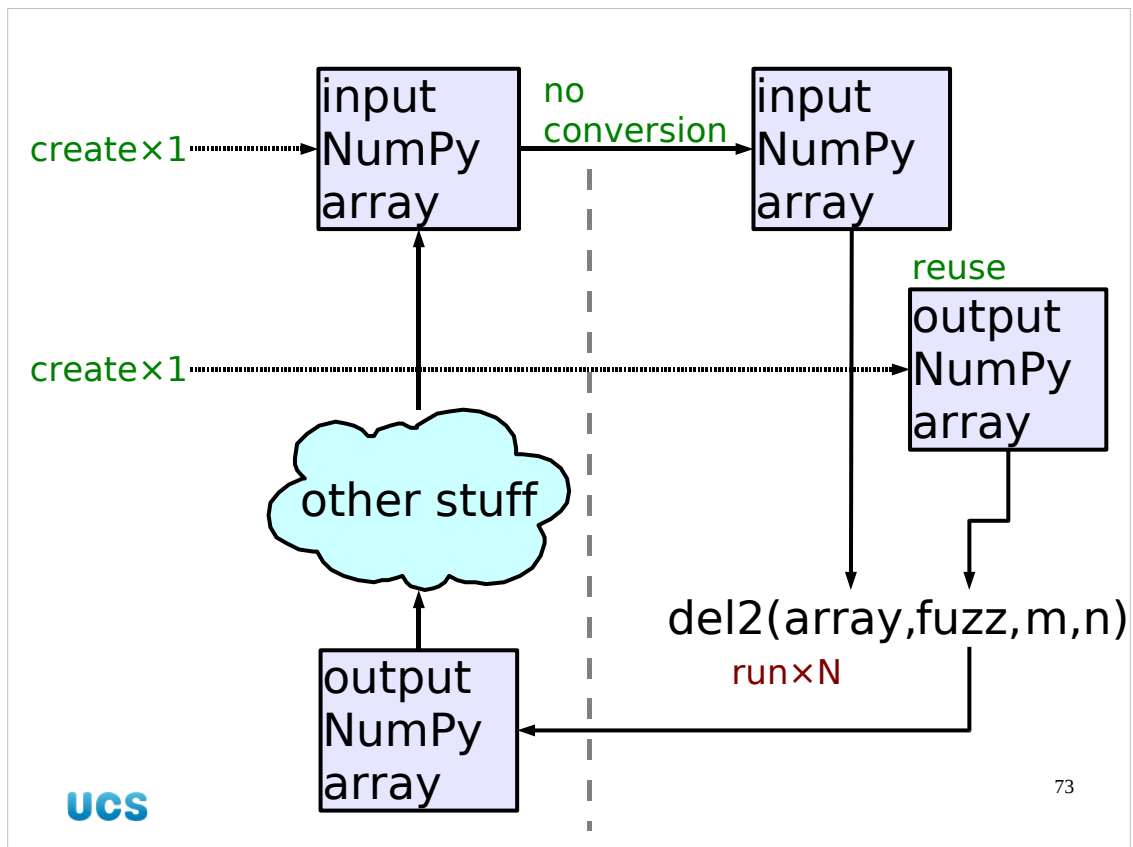 input
NumPy
array
no
conversion
input
NumPy
array
create×1
reuse
output
NumPy
array
create×1
other stuff
del2(array,fuzz,m,n)
run×N
output
NumPy
array
UCS
73